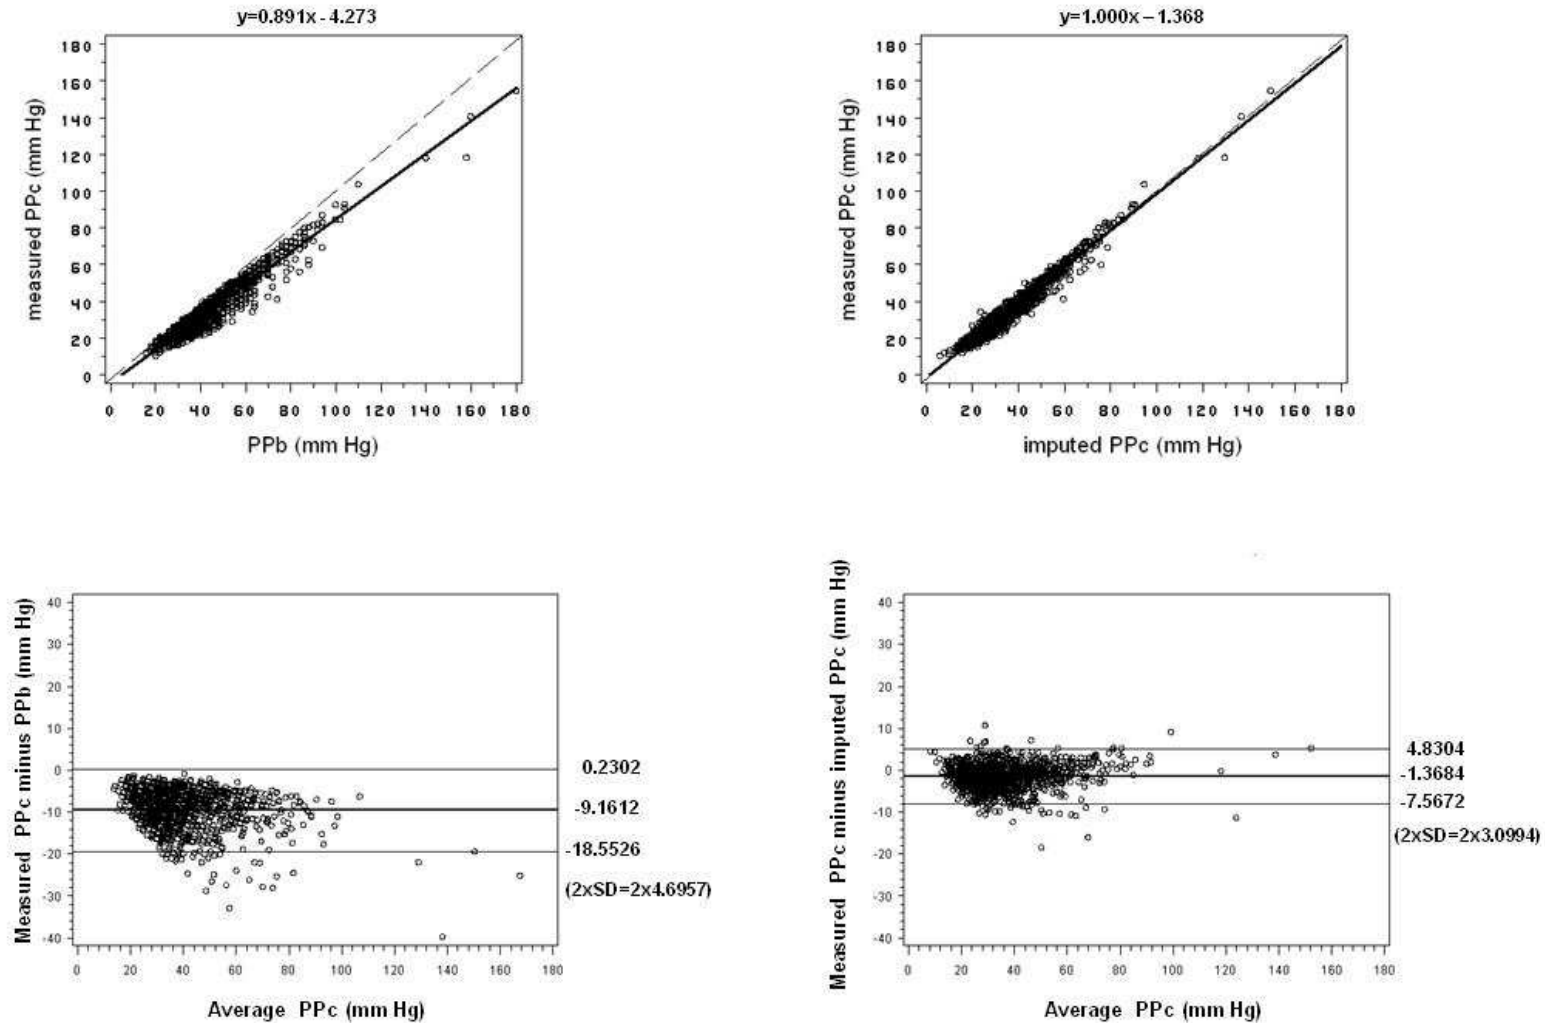 y=0.891x - 4.273
measured PPc (mm Hg)
180
160
140
120
100
80
60
40
20
0
0 20 40 60 80 100 120 140 160 180
PPb (mm Hg)
y=1.000x – 1.368
measured PPc (mm Hg)
180
160
140
120
100
80
60
40
20
0
0 20 40 60 80 100 120 140 160 180
imputed PPc (mm Hg)
Measured PPc minus PPb (mm Hg)
40
30
20
10
0
-10
-20
-30
-40
0 20 40 60 80 100 120 140 160 180
Average PPc (mm Hg)
0.2302
-9.1612
-18.5526
(2xSD=2x4.6957)
Measured PPc minus imputed PPc (mm Hg)
40
30
20
10
0
-10
-20
-30
-40
0 20 40 60 80 100 120 140 160 180
Average PPc (mm Hg)
4.8304
-1.3684
-7.5672
(2xSD=2x3.0994)